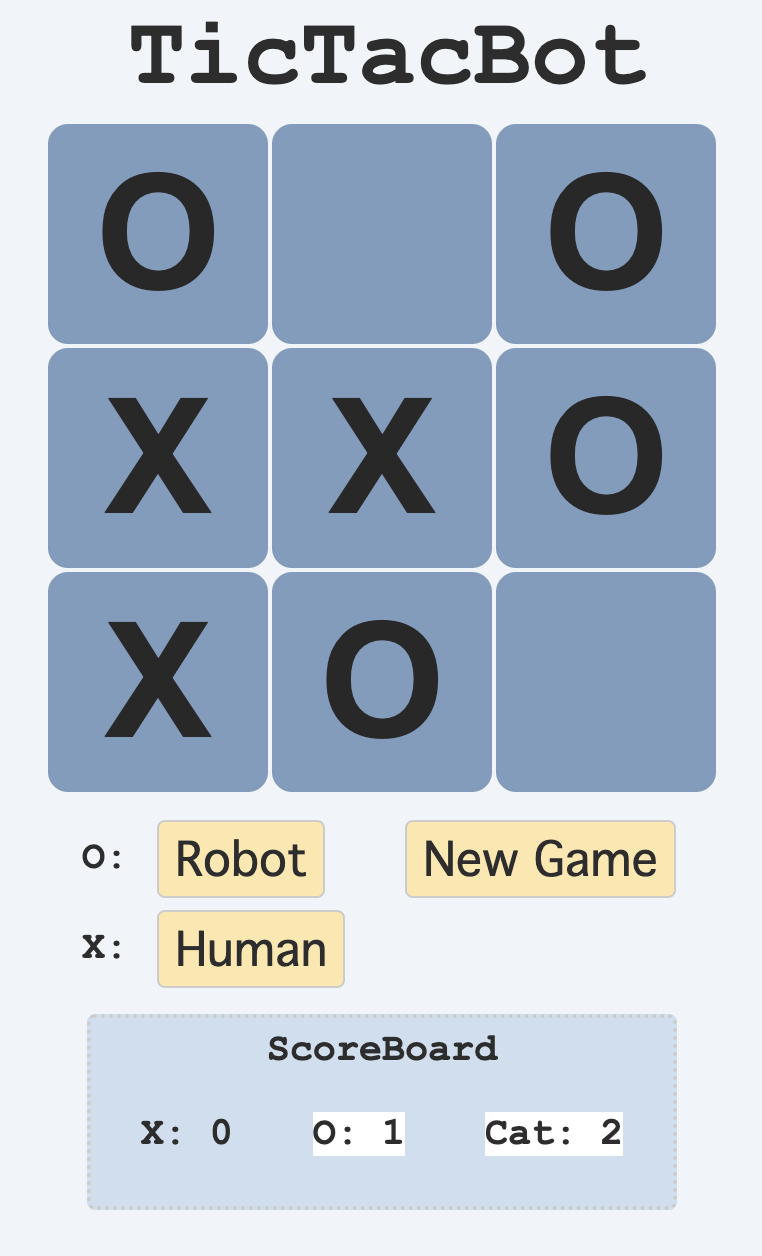 TicTacBot
O O
X X O
X O
O: Robot New Game
X: Human
ScoreBoard
X: 0 O: 1 Cat: 2